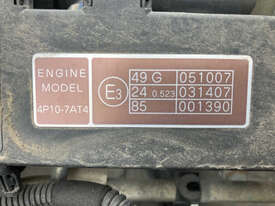 ENGINE
MODEL
4P10-7AT4
E3
49 G 051007
24 0.523 031407
85 001390